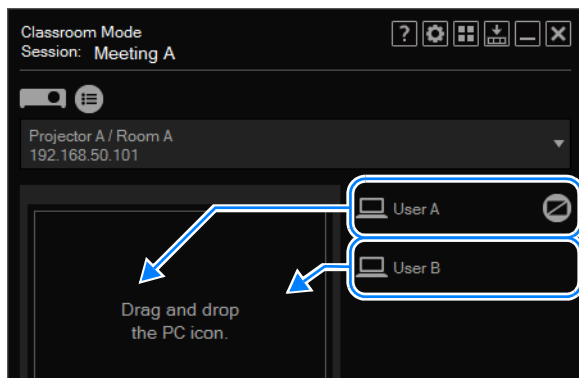 Classroom Mode
Session: Meeting A
?
Projector A / Room A
192.168.50.101
User A
User B
Drag and drop
the PC icon.